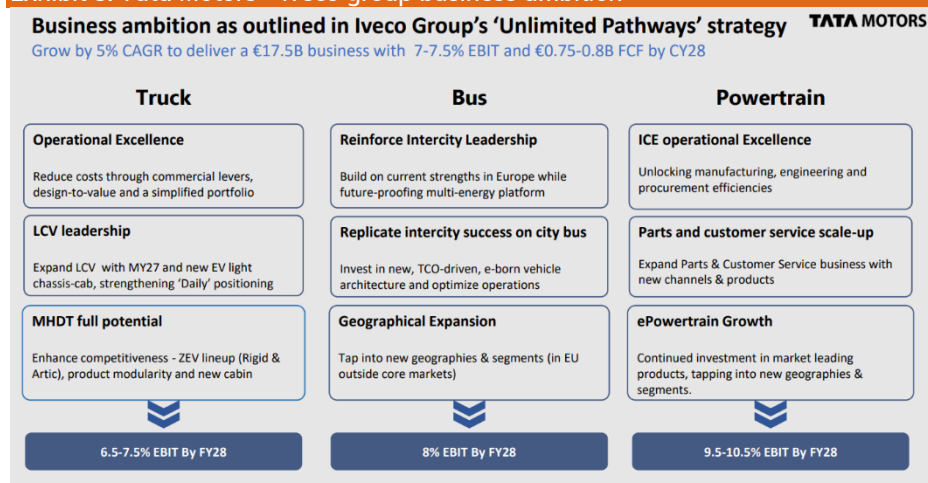 Business ambition as outlined in Iveco Group's 'Unlimited Pathways' strategy
TATA MOTORS
Grow by 5% CAGR to deliver a €17.5B business with 7-7.5% EBIT and €0.75-0.8B FCF by CY28
Truck
Operational Excellence
Reduce costs through commercial levers,
design-to-value and a simplified portfolio
LCV leadership
Expand LCV with MY27 and new EV light
chassis-cab, strengthening 'Daily' positioning
MHDT full potential
Enhance competitiveness - ZEV lineup (Rigid &
Artic), product modularity and new cabin
6.5-7.5% EBIT By FY28
Bus
Reinforce Intercity Leadership
Build on current strengths in Europe while
future-proofing multi-energy platform
Replicate intercity success on city bus
Invest in new, TCO-driven, e-born vehicle
architecture and optimize operations
Geographical Expansion
Tap into new geographies & segments (in EU
outside core markets)
8% EBIT By FY28
Powertrain
ICE operational Excellence
Unlocking manufacturing, engineering and
procurement efficiencies
Parts and customer service scale-up
Expand Parts & Customer Service business with
new channels & products
ePowertrain Growth
Continued investment in market leading
products, tapping into new geographies &
segments.
9.5-10.5% EBIT By FY28